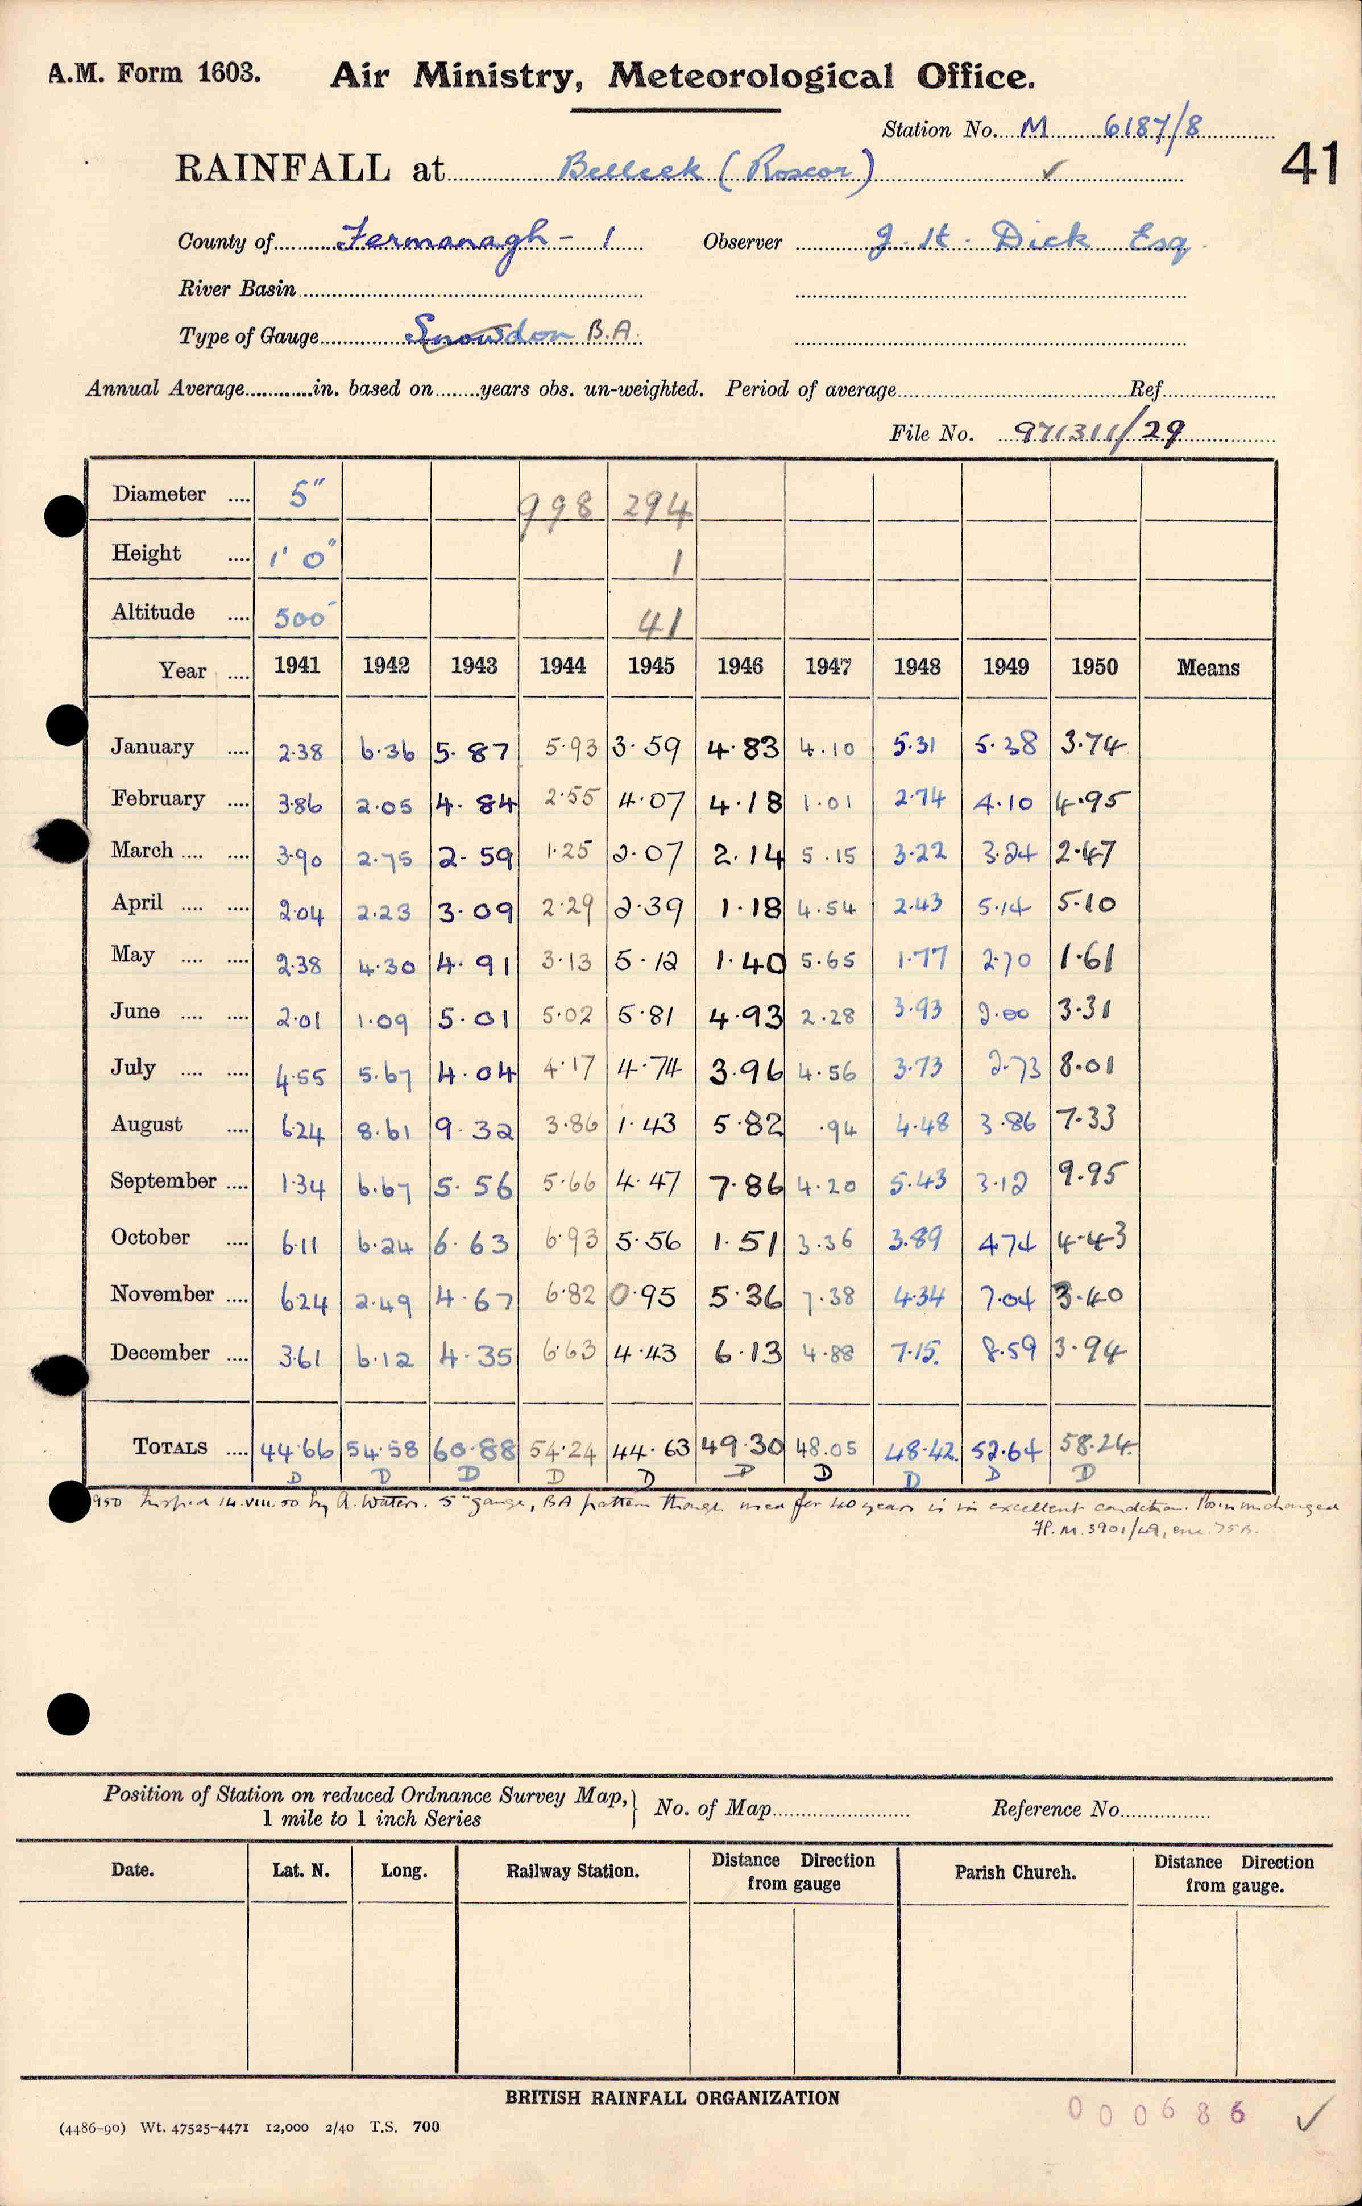 A.M. Form 1603. Air Ministry, Meteorological Office.
Station No. M 6187/8
41
RAINFALL at Belleek (Roscor) ✓
County of Fermanagh - 1 Observer J. H. Dick Esq.
River Basin
Type of Gauge Snowdon B.A.
Annual Average in. based on years obs. un-weighted. Period of average Ref
File No. 971311/29
Diameter .... 5" 998 294
Height .... 1' 0" 1
Altitude .... 500' 41
Year .... 1941 1942 1943 1944 1945 1946 1947 1948 1949 1950 Means
January .... 2.38 6.36 5.87 5.93 3.59 4.83 4.10 5.31 5.38 3.74
February .... 3.86 2.05 4.84 2.55 4.07 4.18 1.01 2.74 4.10 4.95
March .... .... 3.90 2.75 2.59 1.25 2.07 2.14 5.15 3.22 3.24 2.47
April .... .... 2.04 2.23 3.09 2.29 2.39 1.18 4.54 2.43 5.14 5.10
May .... .... 2.38 4.30 4.91 3.13 5.12 1.40 5.65 1.77 2.70 1.61
June .... .... 2.01 1.09 5.01 5.02 5.81 4.93 2.28 3.93 2.00 3.31
July .... .... 4.55 5.67 4.04 4.17 4.74 3.96 4.56 3.73 2.73 8.01
August .... 6.24 8.61 9.32 3.86 1.43 5.82 .94 4.48 3.86 7.33
September .... 1.34 6.67 5.56 5.66 4.47 7.86 4.20 5.43 3.12 9.95
October .... 6.11 6.24 6.63 6.93 5.56 1.51 3.36 3.89 4.74 4.43
November .... 6.24 2.49 4.67 6.82 0.95 5.36 7.38 4.34 7.04 3.40
December .... 3.61 6.12 4.35 6.63 4.43 6.13 4.88 7.15 8.59 3.94
TOTALS .... 44.66 54.58 60.88 54.24 44.63 49.30 48.05 48.42 52.64 58.24
D D D D D D D D D D
950 Insp'd 14.VIII.50 by A. Waters. 5" gauge, BA pattern though used for 40 years is in excellent condition. Posn unchanged
M.3901/49, enc. 75B.
Position of Station on reduced Ordnance Survey Map,
1 mile to 1 inch Series } No. of Map Reference No.
Date. Lat. N. Long. Railway Station. Distance from gauge Direction Parish Church. Distance Direction from gauge.
BRITISH RAINFALL ORGANIZATION
000686 ✓
(4486-90) Wt. 47525-4471 12,000 2/40 T.S. 700